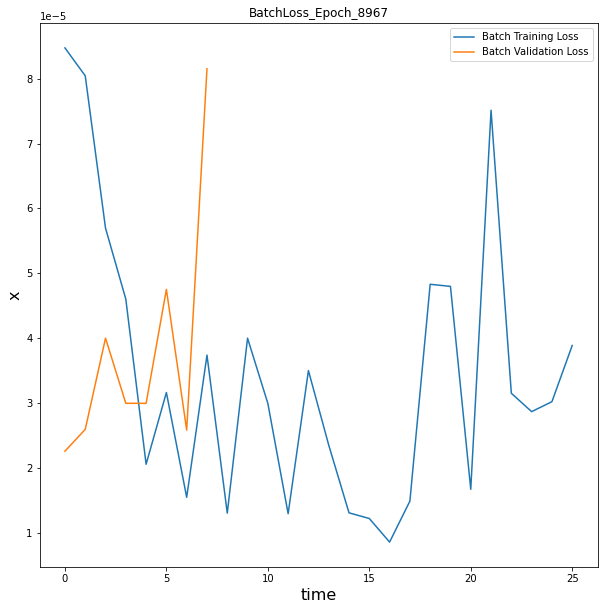 BatchLoss_Epoch_8967
1e−5
Batch Training Loss
Batch Validation Loss
8
7
6
5
4
3
2
1
x
0 5 10 15 20 25
time